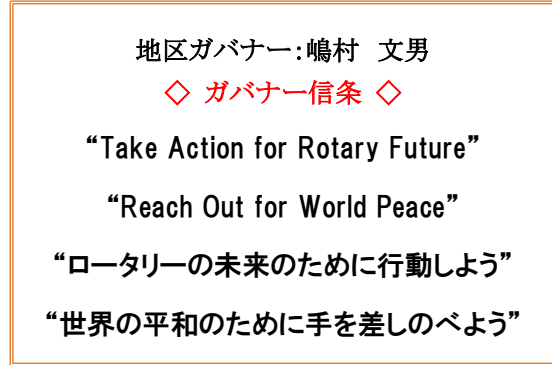 地区ガバナー：嶋村　文男
◇ ガバナー信条 ◇
“Take Action for Rotary Future”
“Reach Out for World Peace”
“ロータリーの未来のために行動しよう”
“世界の平和のために手を差しのべよう”